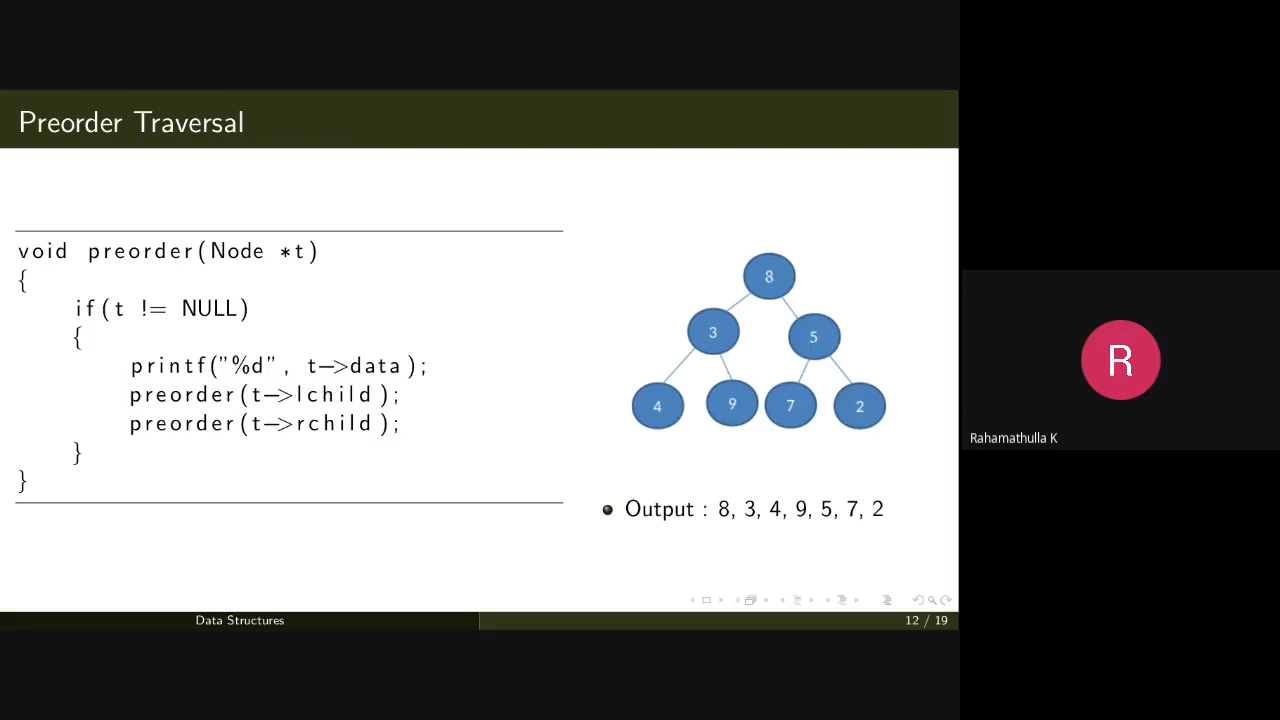 Preorder Traversal
void preorder(Node *t)
{
if(t != NULL)
{
printf("%d", t->data);
preorder(t->lchild);
preorder(t->rchild);
}
}
8
3
5
4
9
7
2
Output : 8, 3, 4, 9, 5, 7, 2
R
Rahamathulla K
Data Structures
12 / 19